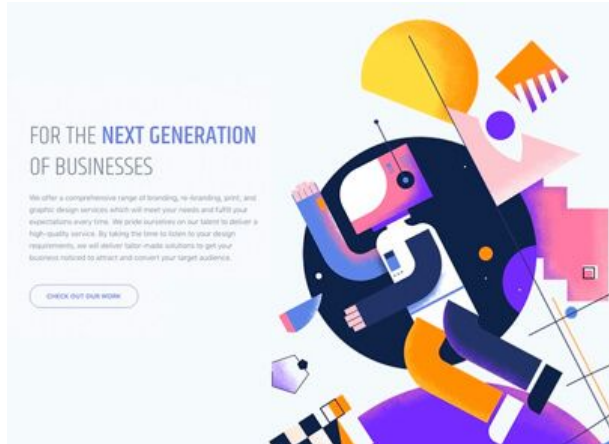 FOR THE NEXT GENERATION
OF BUSINESSES
We offer a comprehensive range of branding, re-branding, print, and
graphic design services which will meet your needs and fulfil your
expectations every time. We pride ourselves on our talent to deliver a
high-quality service. By taking the time to listen to your design
requirements, we will deliver tailor-made solutions to get your
business noticed to attract and convert your target audience.
CHECK OUT OUR WORK